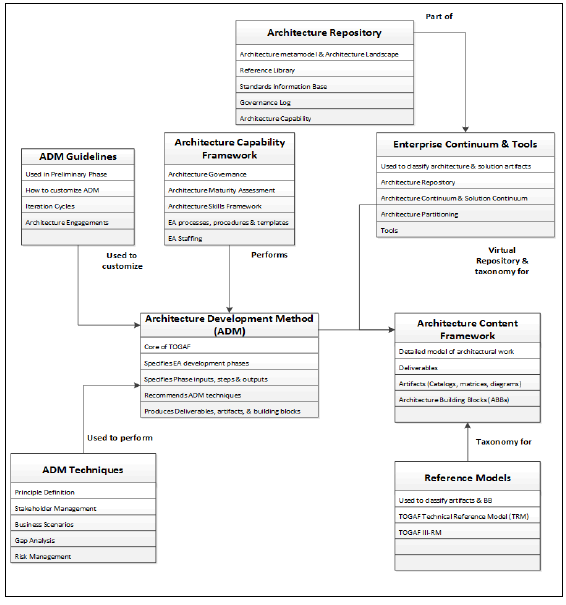 Part of
Architecture Repository
Architecture metamodel & Architecture Landscape
Reference Library
Standards Information Base
Governance Log
Architecture Capability
ADM Guidelines
Used in Preliminary Phase
How to customize ADM
Iteration Cycles
Architecture Engagements
Architecture Capability
Framework
Architecture Governance
Architecture Maturity Assessment
Architecture Skills Framework
EA processes, procedures & templates
EA Staffing
Enterprise Continuum & Tools
Used to classify architecture & solution artifacts
Architecture Repository
Architecture Continuum & Solution Continuum
Architecture Partitioning
Tools
Used to
customize
Performs
Virtual
Repository &
taxonomy for
Architecture Development Method
(ADM)
Core of TOGAF
Specifies EA development phases
Specifies Phase inputs, steps & outputs
Recommends ADM techniques
Produces Deliverables, artifacts, & building blocks
Architecture Content
Framework
Detailed model of architectural work
Deliverables
Artifacts (Catalogs, matrices, diagrams)
Architecture Building Blocks (ABBs)
Used to perform
Taxonomy for
ADM Techniques
Principle Definition
Stakeholder Management
Business Scenarios
Gap Analysis
Risk Management
Reference Models
Used to classify artifacts & BB
TOGAF Technical Reference Model (TRM)
TOGAF III-RM